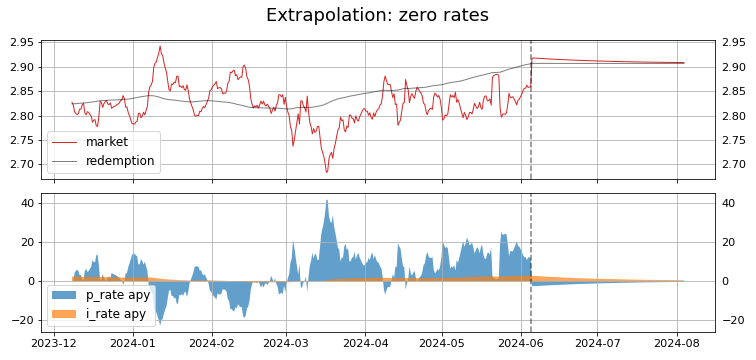 Extrapolation: zero rates
2.95 2.95
2.90 2.90
2.85 2.85
2.80 2.80
2.75 2.75
2.70 2.70
market
redemption
40 40
20 20
0 0
−20 −20
p_rate apy
i_rate apy
2023-12 2024-01 2024-02 2024-03 2024-04 2024-05 2024-06 2024-07 2024-08